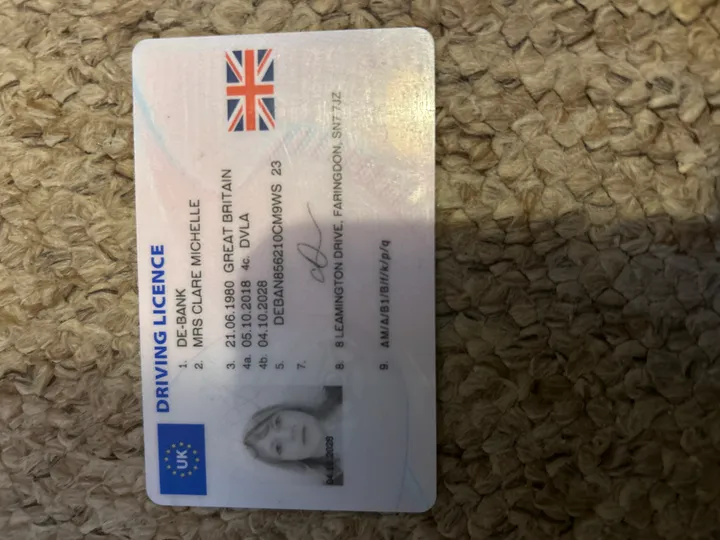 DRIVING LICENCE
UK
1. DE-BANK
2. MRS CLARE MICHELLE
3. 21.06.1980 GREAT BRITAIN
4a. 05.10.2018 4c. DVLA
4b. 04.10.2028
5. DEBAN856210CM9WS 23
7.
8. 8 LEAMINGTON DRIVE, FARINGDON, SN7 7JZ
9. AM/A/B1/B/f/k/p/q